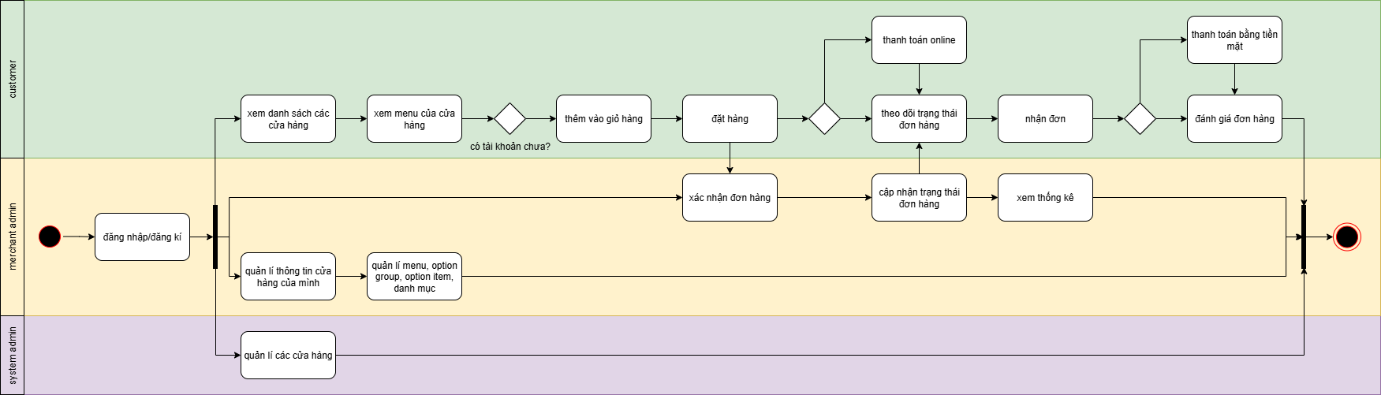 customer
thanh toán online
thanh toán bằng tiền
mặt
xem danh sách các
cửa hàng
xem menu của cửa
hàng
có tài khoản chưa?
thêm vào giỏ hàng
đặt hàng
theo dõi trạng thái
đơn hàng
nhận đơn
đánh giá đơn hàng
merchant admin
đăng nhập/đăng kí
xác nhận đơn hàng
cập nhận trạng thái
đơn hàng
xem thống kê
quản lí thông tin cửa
hàng của mình
quản lí menu, option
group, option item,
danh mục
system admin
quản lí các cửa hàng